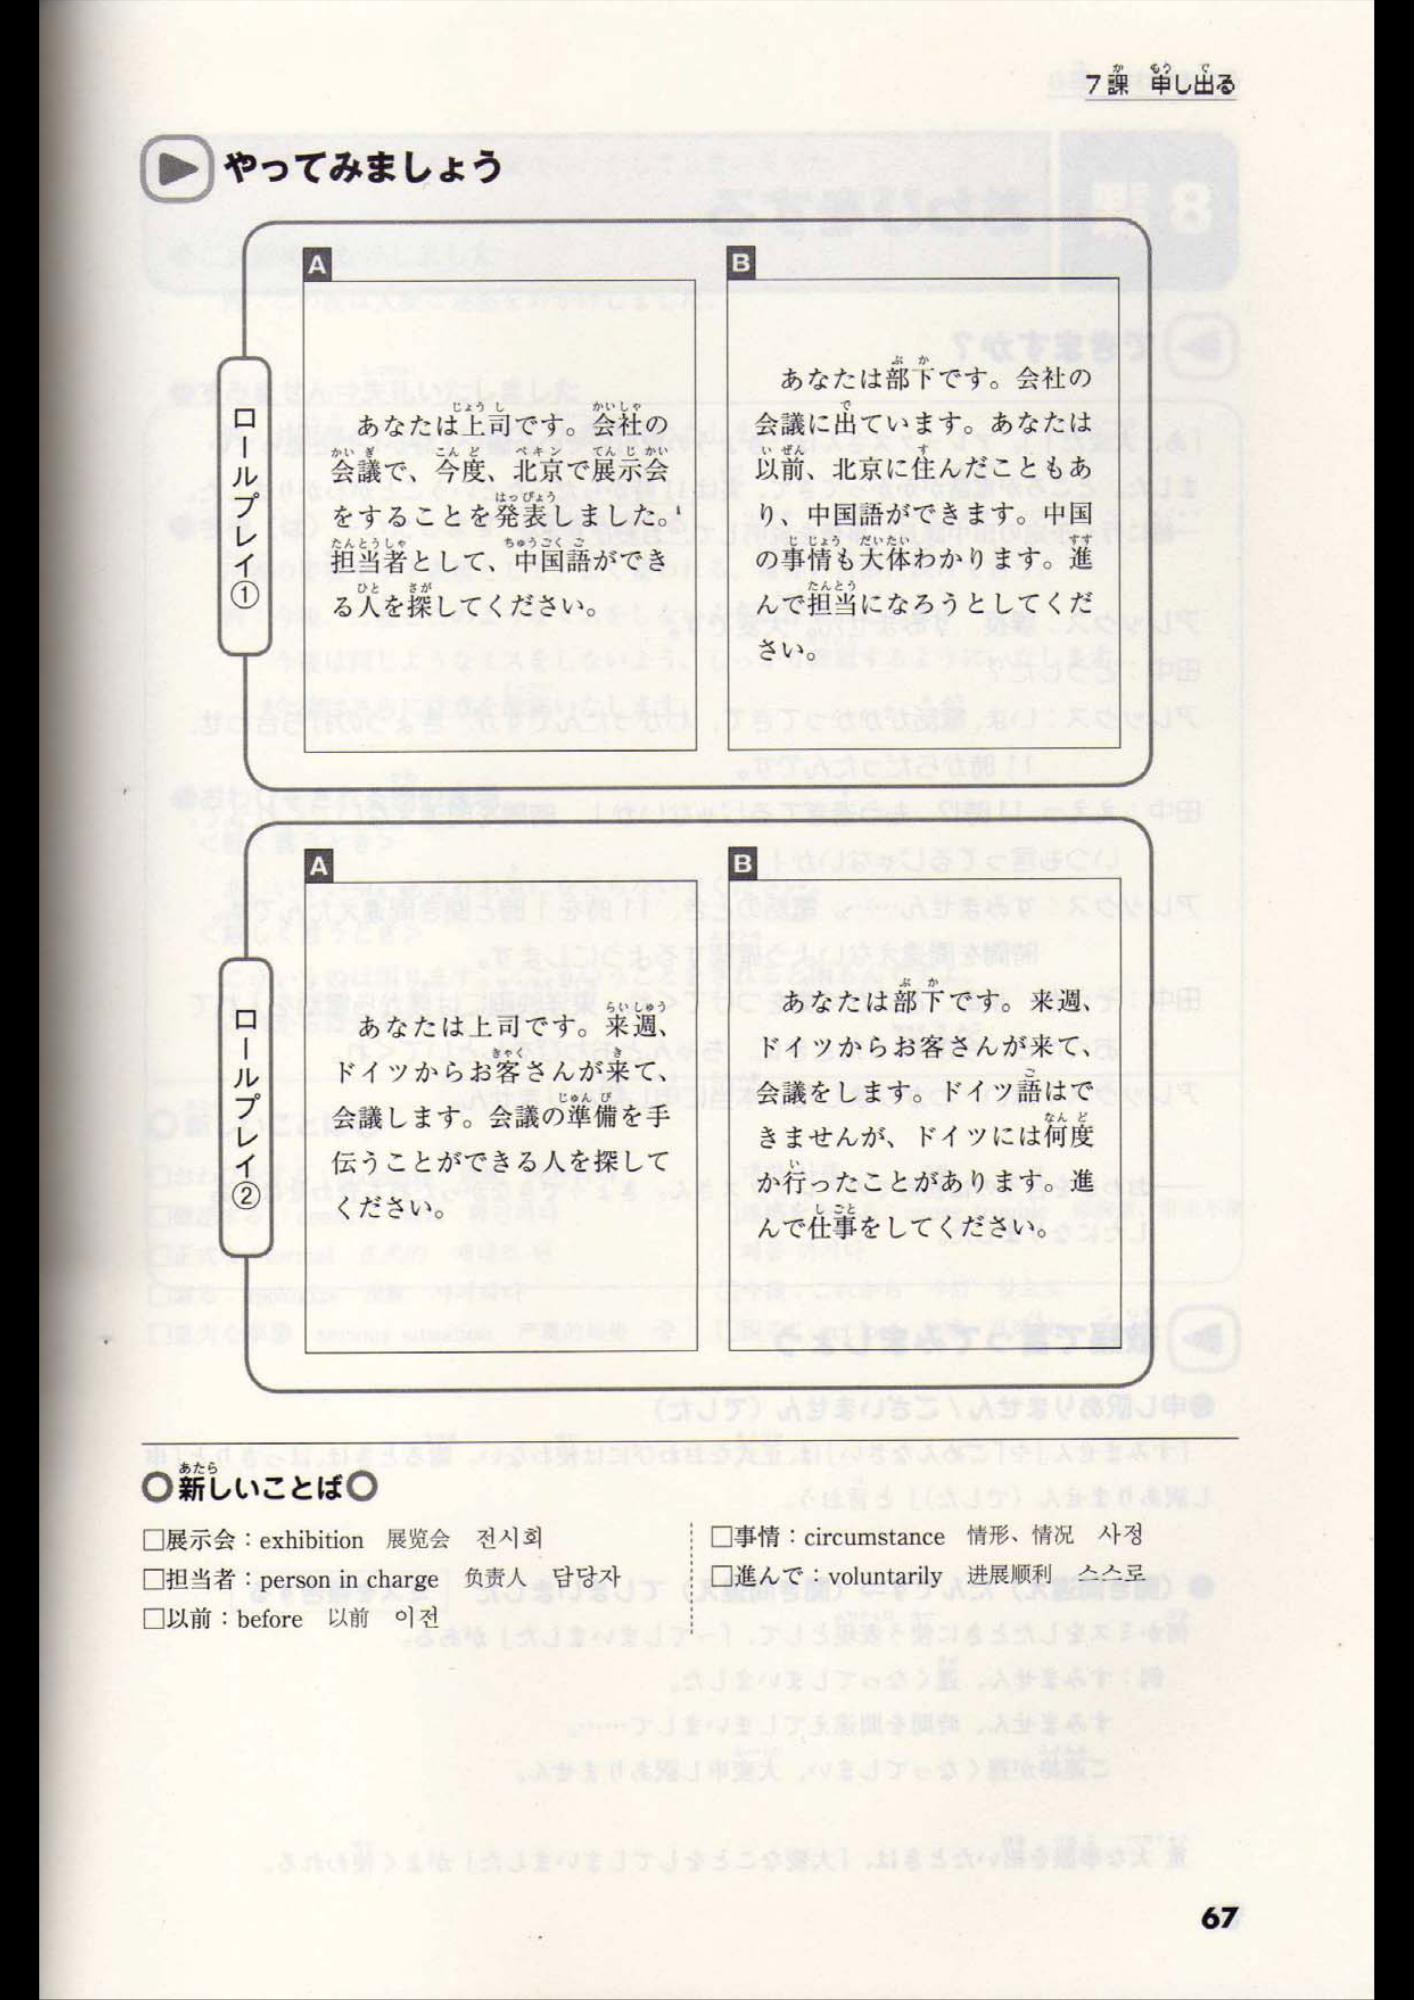 7課 申し出る
やってみましょう
ロールプレイ①
A
あなたは上司です。会社の
会議で、今度、北京で展示会
をすることを発表しました。
担当者として、中国語ができ
る人を探してください。
B
あなたは部下です。会社の
会議に出ています。あなたは
以前、北京に住んだこともあ
り、中国語ができます。中国
の事情も大体わかります。進
んで担当になろうとしてくだ
さい。
ロールプレイ②
A
あなたは上司です。来週、
ドイツからお客さんが来て、
会議します。会議の準備を手
伝うことができる人を探して
ください。
B
あなたは部下です。来週、
ドイツからお客さんが来て、
会議をします。ドイツ語はで
きませんが、ドイツには何度
か行ったことがあります。進
んで仕事をしてください。
○新しいことば○
□展示会：exhibition 展览会 전시회
□担当者：person in charge 负责人 담당자
□以前：before 以前 이전
□事情：circumstance 情形、情况 사정
□進んで：voluntarily 进展顺利 스스로
67